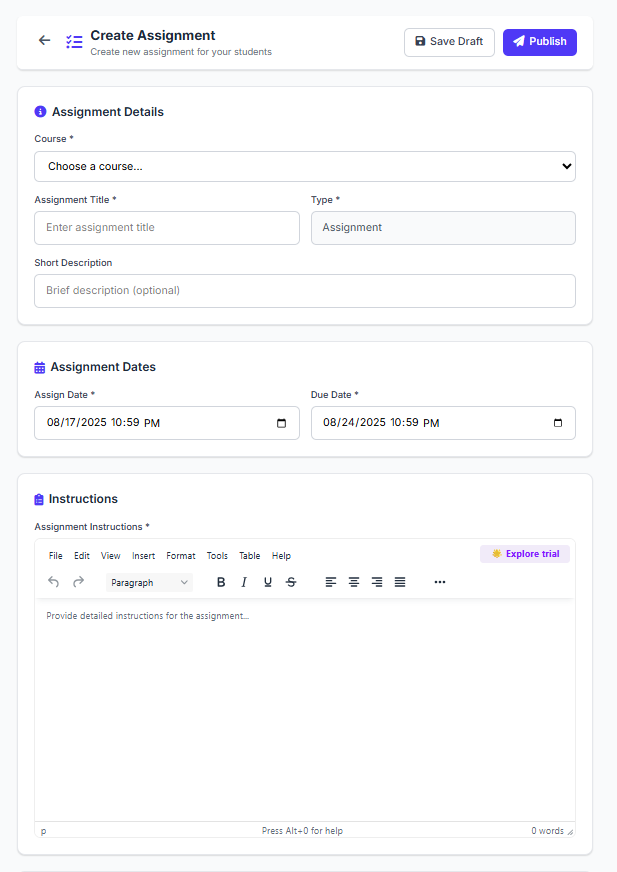 Create Assignment
Create new assignment for your students
Save Draft
Publish
Assignment Details
Course *
Choose a course...
Assignment Title *
Type *
Enter assignment title
Assignment
Short Description
Brief description (optional)
Assignment Dates
Assign Date *
Due Date *
08/17/2025 10:59 PM
08/24/2025 10:59 PM
Instructions
Assignment Instructions *
File Edit View Insert Format Tools Table Help
Explore trial
Paragraph
B I U S
Provide detailed instructions for the assignment...
p
Press Alt+0 for help
0 words